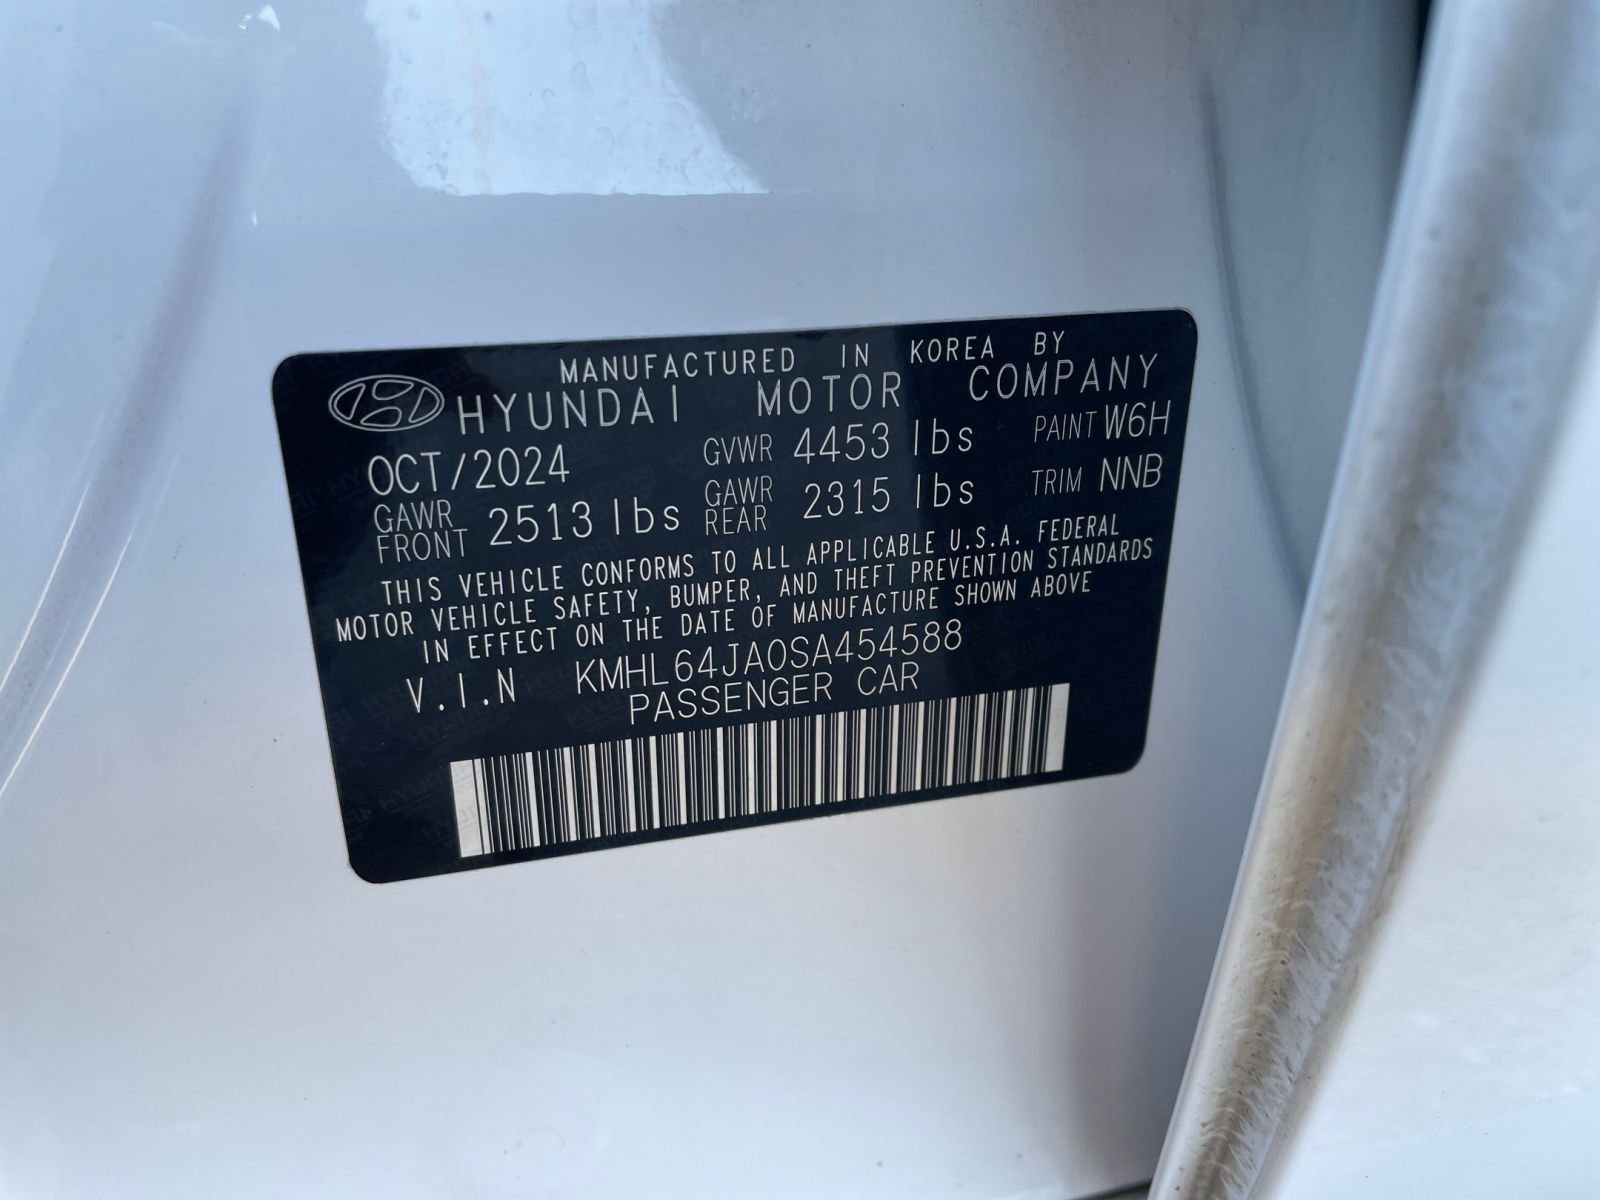 MANUFACTURED IN KOREA BY
HYUNDAI MOTOR COMPANY
OCT/2024 GVWR 4453 lbs PAINT W6H
GAWR FRONT 2513 lbs GAWR REAR 2315 lbs TRIM NNB
THIS VEHICLE CONFORMS TO ALL APPLICABLE U.S.A. FEDERAL
MOTOR VEHICLE SAFETY, BUMPER, AND THEFT PREVENTION STANDARDS
IN EFFECT ON THE DATE OF MANUFACTURE SHOWN ABOVE
V.I.N KMHL64JA0SA454588
PASSENGER CAR